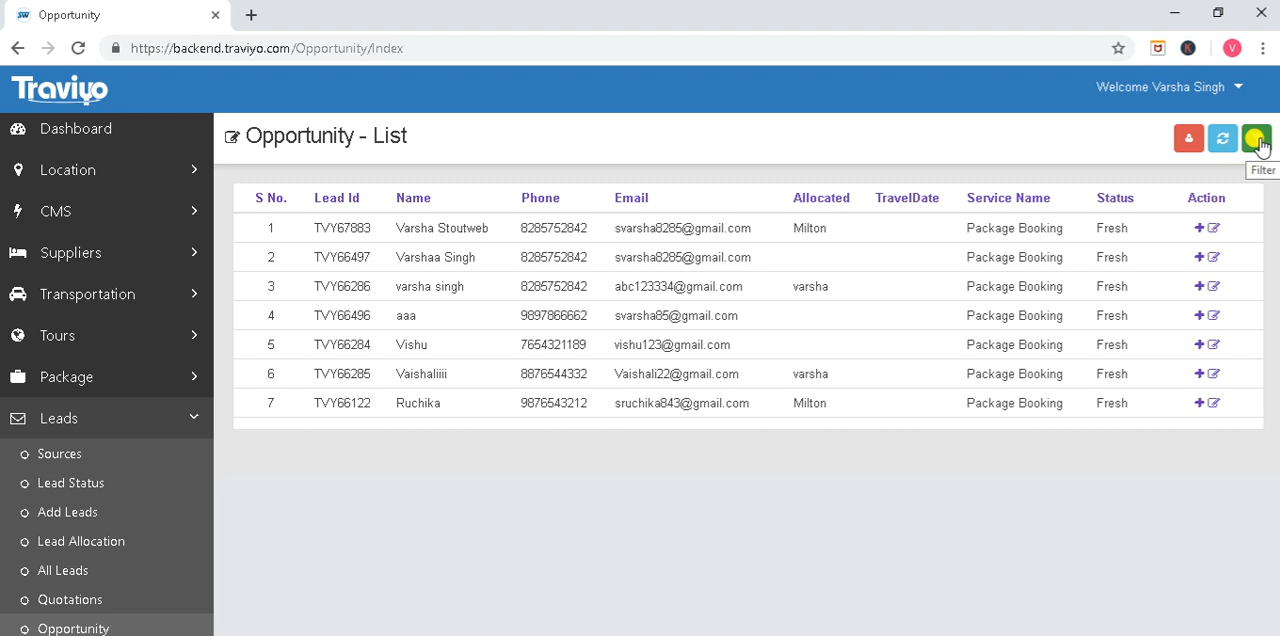 Opportunity
https://backend.traviyo.com/Opportunity/Index
V
Traviyo
Welcome Varsha Singh
Dashboard
Location
CMS
Suppliers
Transportation
Tours
Package
Leads
Sources
Lead Status
Add Leads
Lead Allocation
All Leads
Quotations
Opportunity
Opportunity - List
Filter
S No. Lead Id Name Phone Email Allocated TravelDate Service Name Status Action
1 TVY67883 Varsha Stoutweb 8285752842 svarsha8285@gmail.com Milton Package Booking Fresh
2 TVY66497 Varshaa Singh 8285752842 svarsha8285@gmail.com Package Booking Fresh
3 TVY66286 varsha singh 8285752842 abc123334@gmail.com varsha Package Booking Fresh
4 TVY66496 aaa 9897866662 svarsha85@gmail.com Package Booking Fresh
5 TVY66284 Vishu 7654321189 vishu123@gmail.com Package Booking Fresh
6 TVY66285 Vaishaliiii 8876544332 Vaishali22@gmail.com varsha Package Booking Fresh
7 TVY66122 Ruchika 9876543212 sruchika843@gmail.com Milton Package Booking Fresh